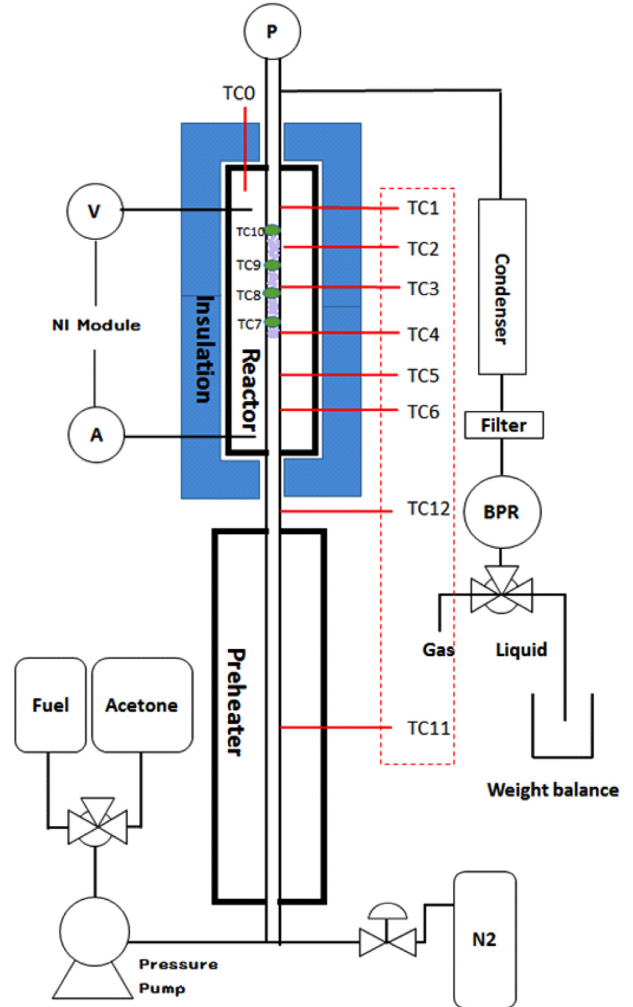 P
TC0
V
TC1
TC10
TC2
TC9
TC3
TC8
TC7
TC4
TC5
TC6
NI Module
Insulation
Reactor
A
Condenser
Filter
BPR
TC12
Gas
Liquid
Preheater
Fuel
Acetone
TC11
Weight balance
N2
Pressure
Pump